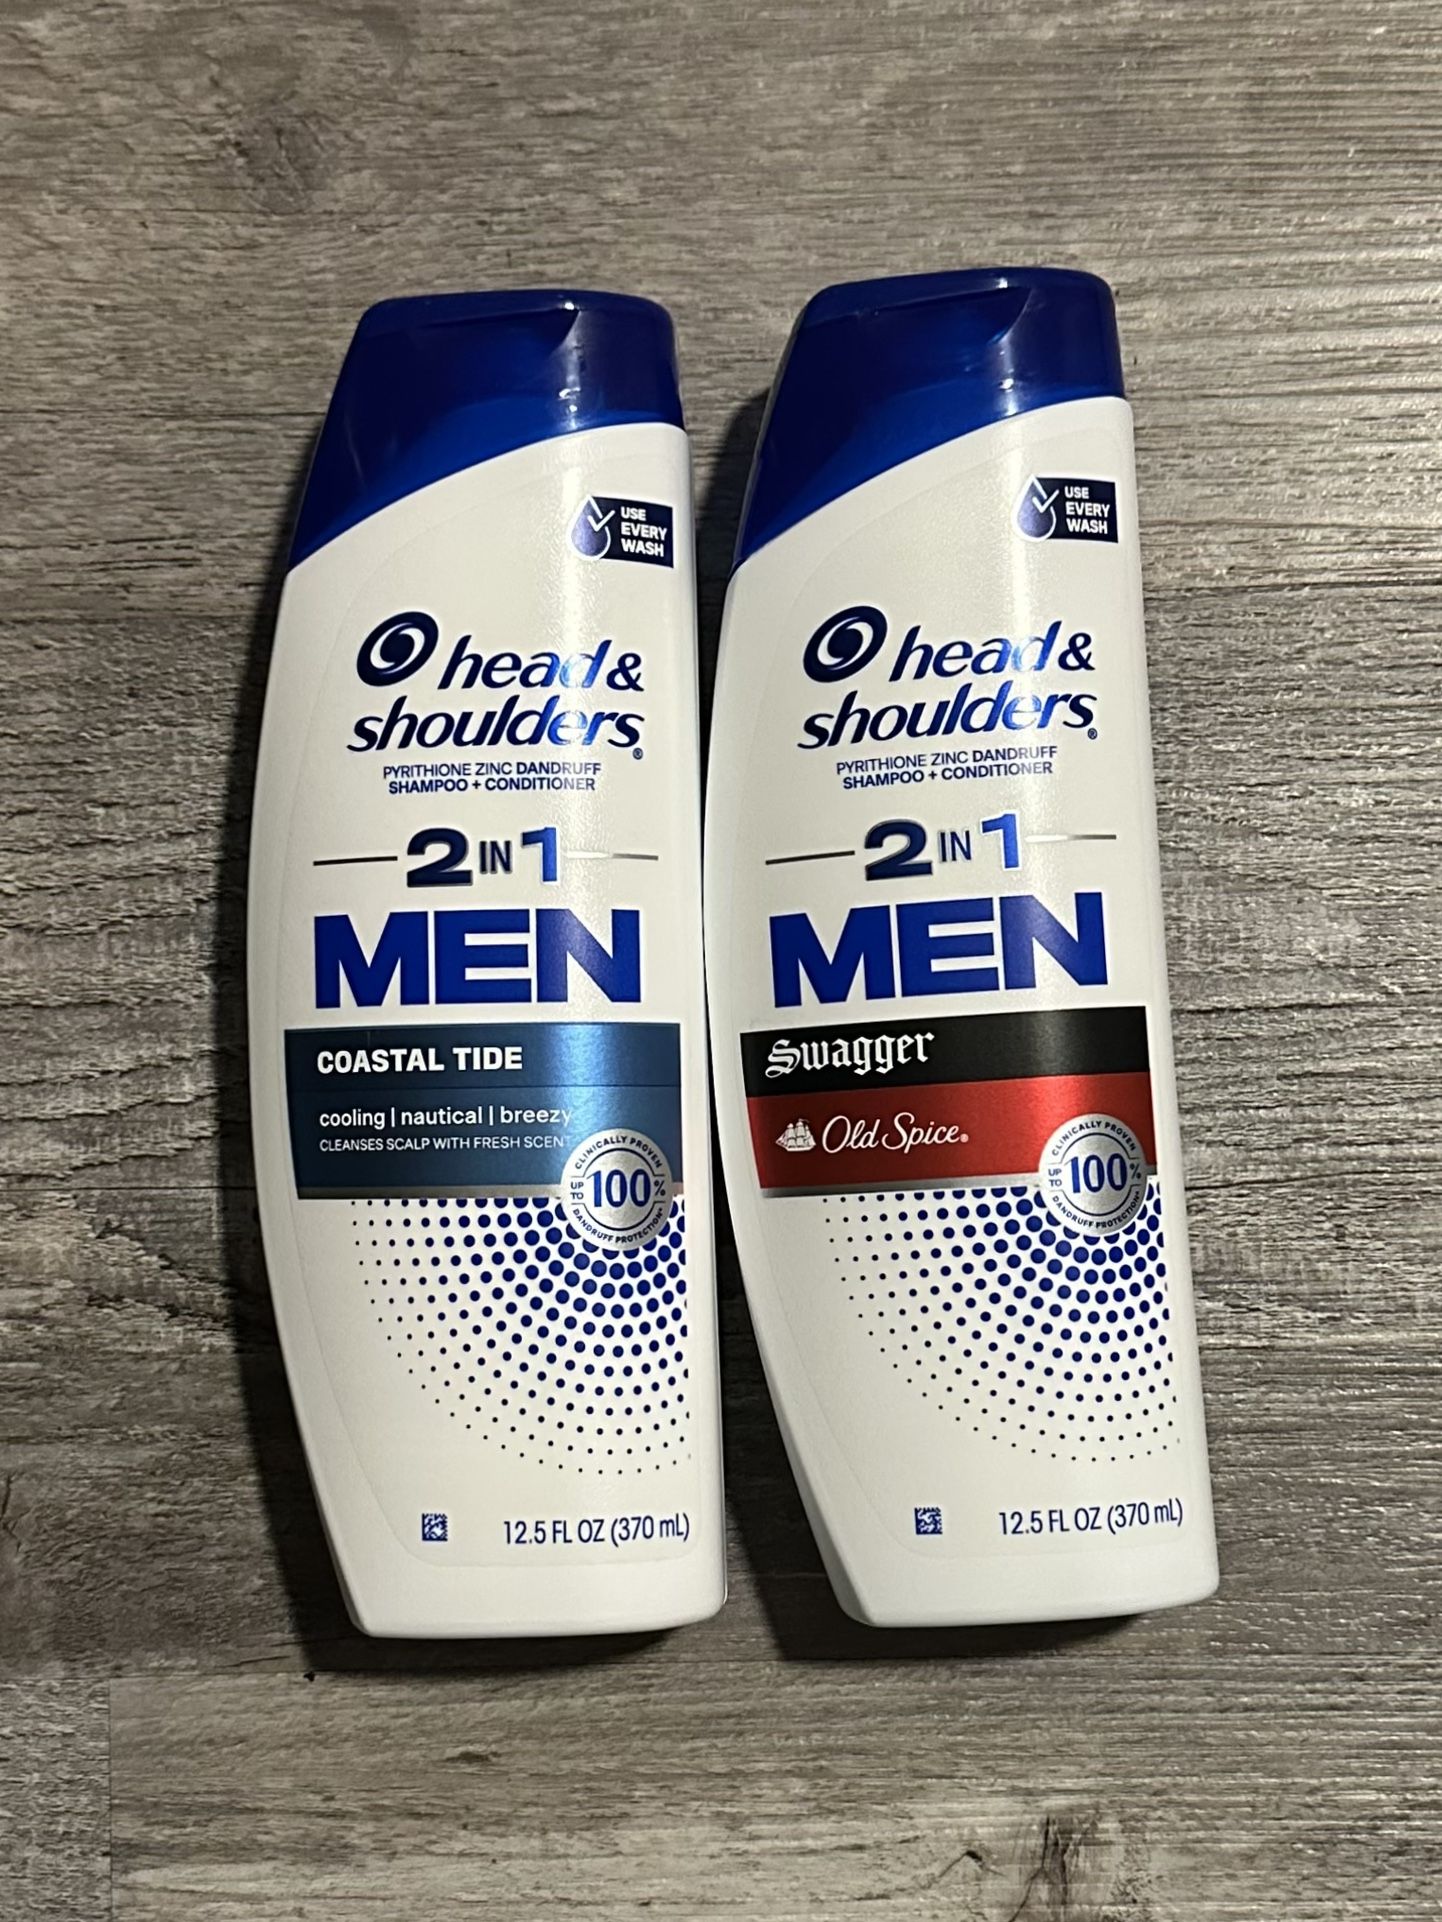 USE
EVERY
WASH
head &
shoulders®
PYRITHIONE ZINC DANDRUFF
SHAMPOO + CONDITIONER
2 IN 1
MEN
COASTAL TIDE
cooling | nautical | breezy
CLEANSES SCALP WITH FRESH SCENT
CLINICALLY PROVEN
UP TO
100%
DANDRUFF PROTECTION*
12.5 FL OZ (370 mL)
USE
EVERY
WASH
head &
shoulders®
PYRITHIONE ZINC DANDRUFF
SHAMPOO + CONDITIONER
2 IN 1
MEN
Swagger
Old Spice®
CLINICALLY PROVEN
UP TO
100%
DANDRUFF PROTECTION*
12.5 FL OZ (370 mL)